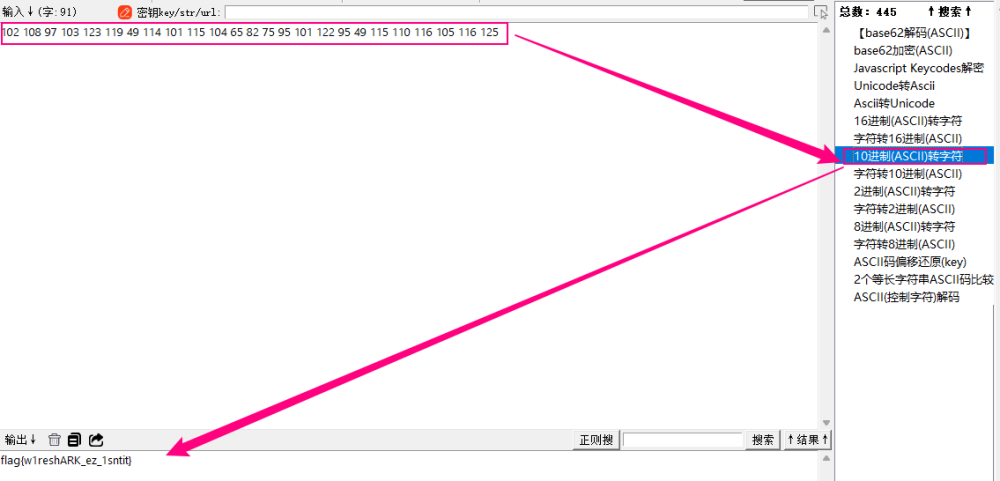 输入↓(字:91) 密钥key/str/url:
102 108 97 103 123 119 49 114 101 115 104 65 82 75 95 101 122 95 49 115 110 116 105 116 125
总数:445 ↑搜索↑
【base62解码(ASCII)】
base62加密(ASCII)
Javascript Keycodes解密
Unicode转Ascii
Ascii转Unicode
16进制(ASCII)转字符
字符转16进制(ASCII)
10进制(ASCII)转字符
字符转10进制(ASCII)
2进制(ASCII)转字符
字符转2进制(ASCII)
8进制(ASCII)转字符
字符转8进制(ASCII)
ASCII码偏移还原(key)
2个等长字符串ASCII码比较
ASCII(控制字符)解码
输出↓ 正则搜 搜索 ↑结果↑
flag{w1reshARK_ez_1sntit}